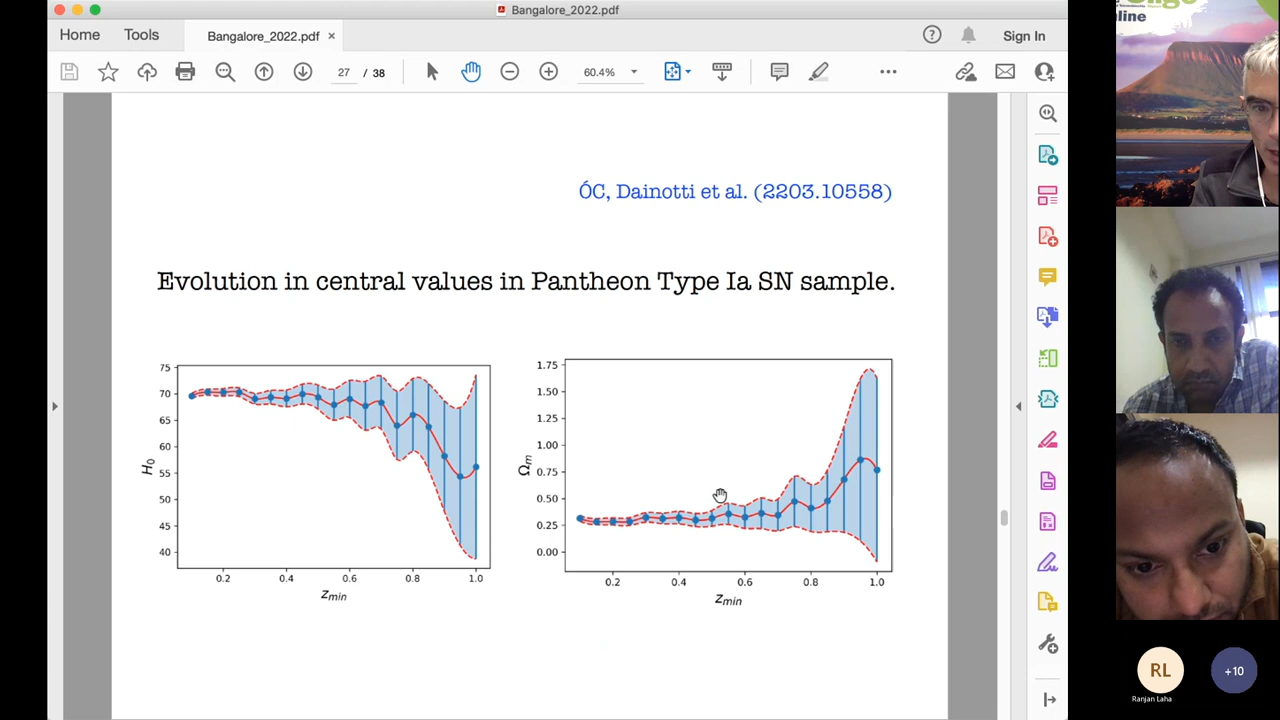 Bangalore_2022.pdf
Home Tools Bangalore_2022.pdf × Sign In
27 / 38 60.4%
ÓC, Dainotti et al. (2203.10558)
Evolution in central values in Pantheon Type Ia SN sample.
75
70
65
60
55
50
45
40
H0
0.2 0.4 0.6 0.8 1.0
zmin
1.75
1.50
1.25
1.00
0.75
0.50
0.25
0.00
Ωm
0.2 0.4 0.6 0.8 1.0
zmin
nline
RL
Ranjan Laha
+10